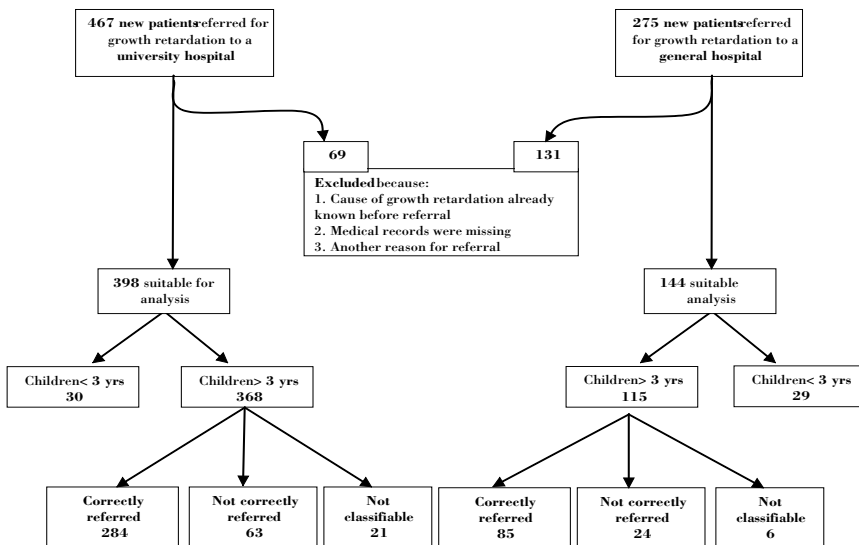 467 new patients referred for
growth retardation to a
university hospital
275 new patients referred
for growth retardation to a
general hospital
69
131
Excluded because:
1. Cause of growth retardation already
known before referral
2. Medical records were missing
3. Another reason for referral
398 suitable for
analysis
144 suitable
analysis
Children< 3 yrs
30
Children> 3 yrs
368
Children> 3 yrs
115
Children< 3 yrs
29
Correctly
referred
284
Not correctly
referred
63
Not
classifiable
21
Correctly
referred
85
Not correctly
referred
24
Not
classifiable
6